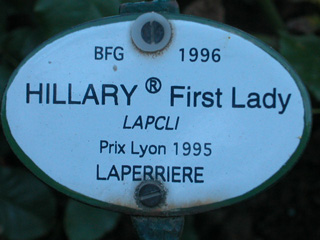 BFG 1996
HILLARY ® First Lady
LAPCLI
Prix Lyon 1995
LAPERRIERE